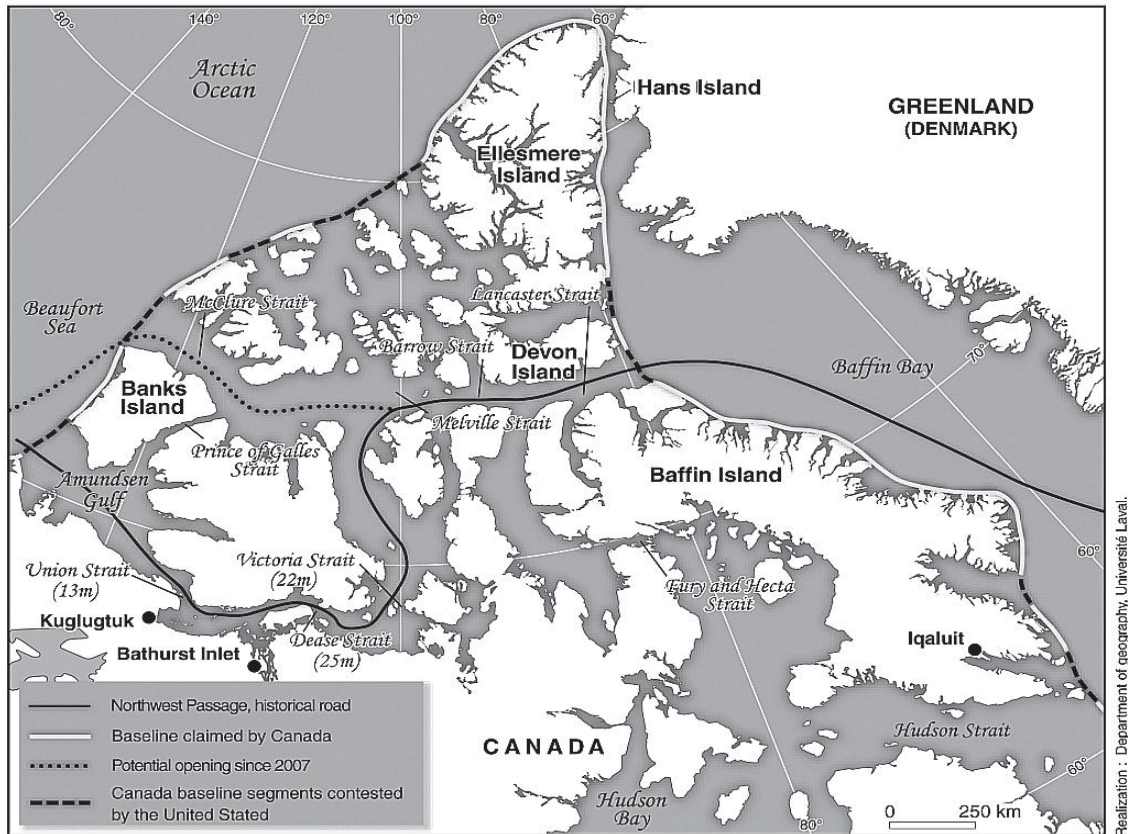 80°
140°
120°
100°
80°
60°
Arctic
Ocean
Hans Island
GREENLAND
(DENMARK)
Ellesmere
Island
Beaufort
Sea
McClure Strait
Lancaster Strait
Barrow Strait
Devon
Island
Baffin Bay
70°
Banks
Island
Melville Strait
Prince of Galles
Strait
Amundsen
Gulf
Baffin Island
60°
Union Strait
(13m)
Victoria Strait
(22m)
Fury and Hecta
Strait
Kuglugtuk
Dease Strait
(25m)
Bathurst Inlet
Iqaluit
Northwest Passage, historical road
Baseline claimed by Canada
Potential opening since 2007
Canada baseline segments contested
by the United Stated
CANADA
Hudson Strait
Hudson
Bay
60°
80°
0 250 km
Realization : Department of geography, Université Laval.